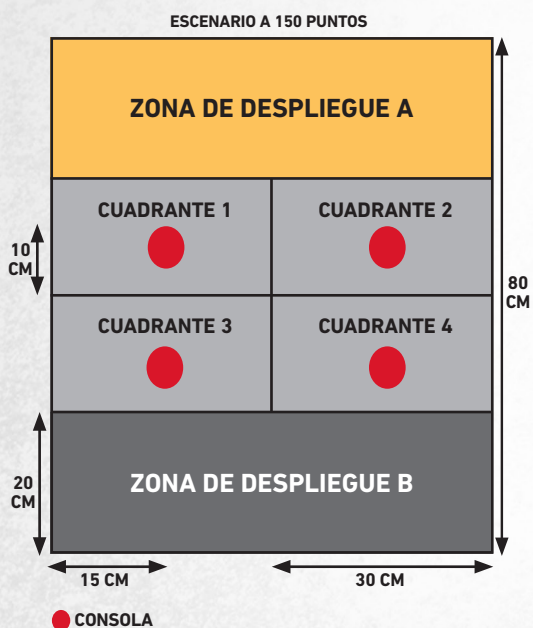 ESCENARIO A 150 PUNTOS
ZONA DE DESPLIEGUE A
CUADRANTE 1
CUADRANTE 2
10
CM
80
CM
CUADRANTE 3
CUADRANTE 4
20
CM
ZONA DE DESPLIEGUE B
15 CM
30 CM
CONSOLA